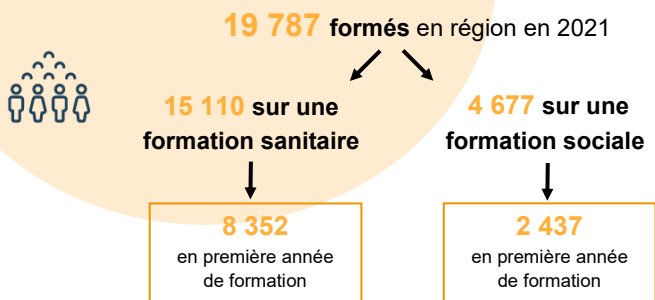 19 787 formés en région en 2021
15 110 sur une
formation sanitaire
4 677 sur une
formation sociale
8 352
en première année
de formation
2 437
en première année
de formation